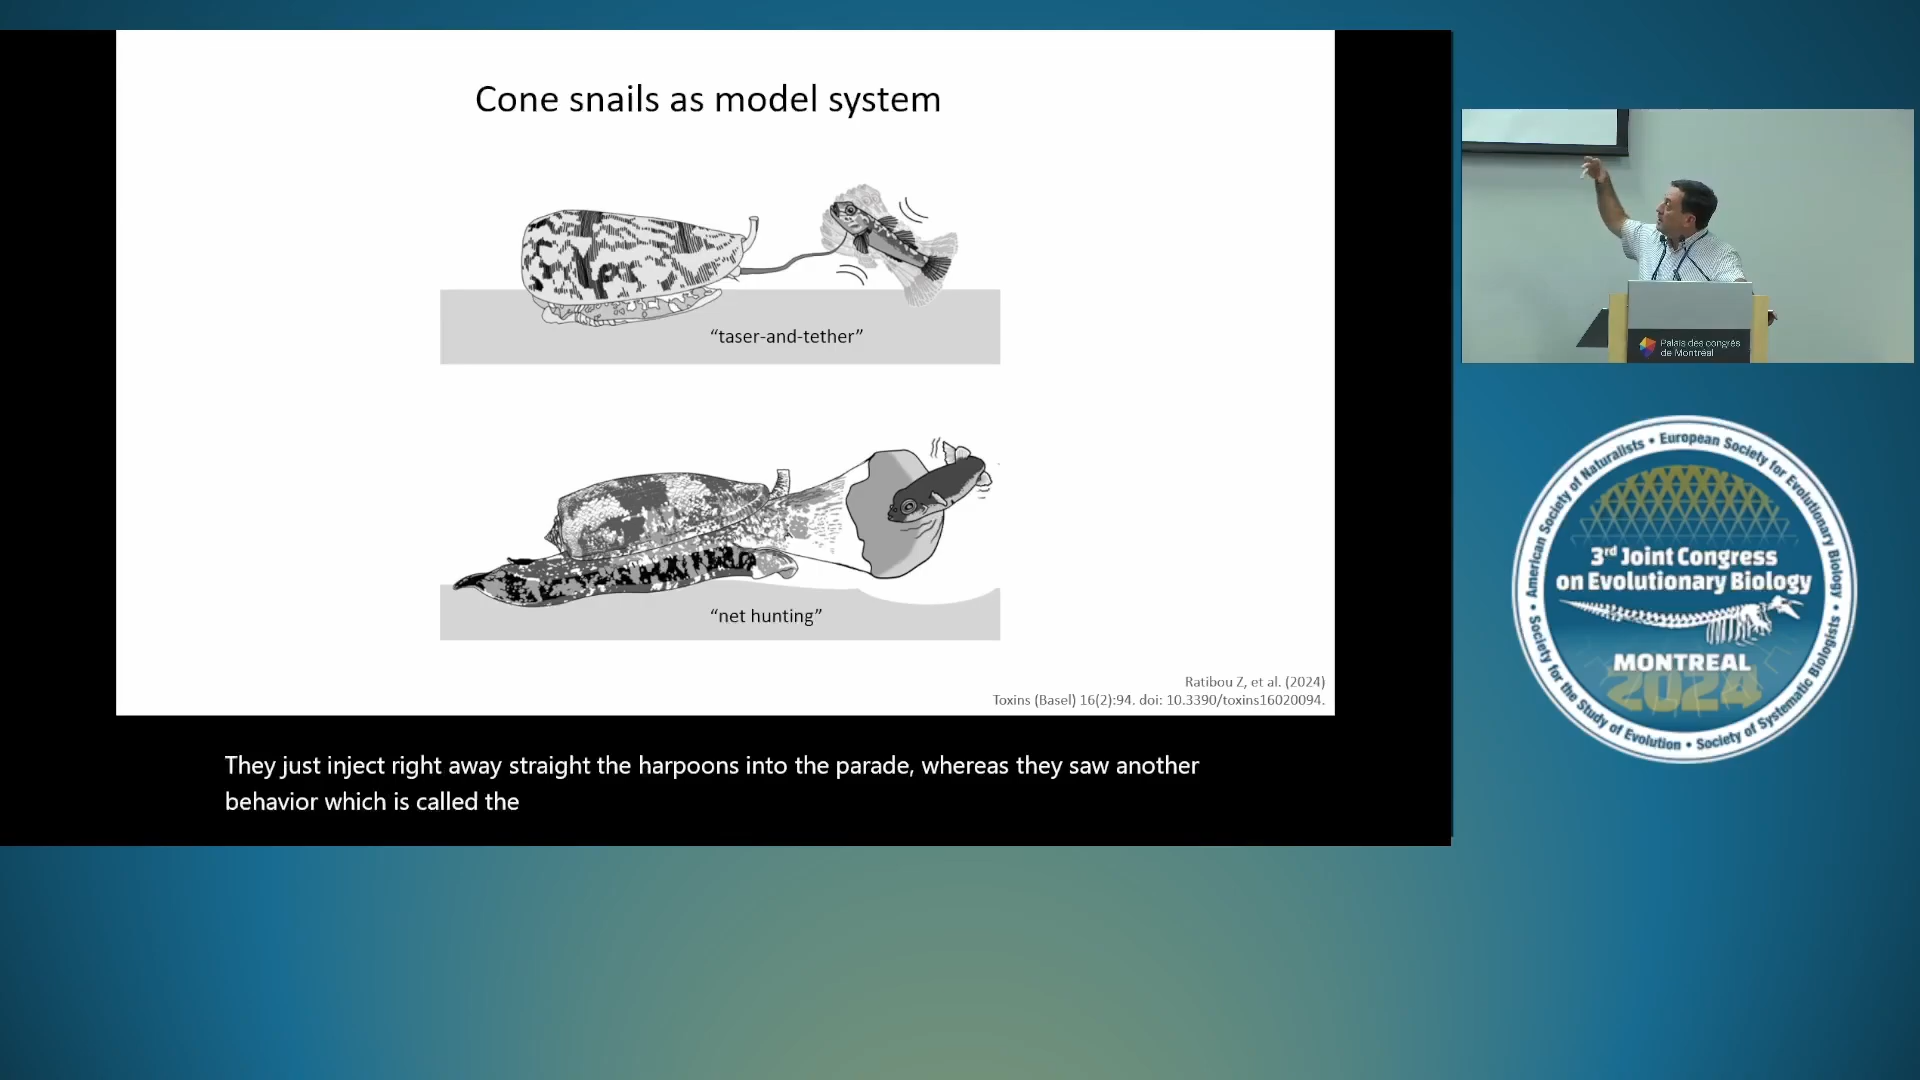 Cone snails as model system
“taser-and-tether”
“net hunting”
Ratibou Z, et al. (2024)
Toxins (Basel) 16(2):94. doi: 10.3390/toxins16020094.
They just inject right away straight the harpoons into the parade, whereas they saw another
behavior which is called the
Palais des congrès
de Montréal
American Society of Naturalists • European Society for Evolutionary Biology •
Society for the Study of Evolution • Society of Systematic Biologists •
3rd Joint Congress
on Evolutionary Biology
MONTREAL
2024